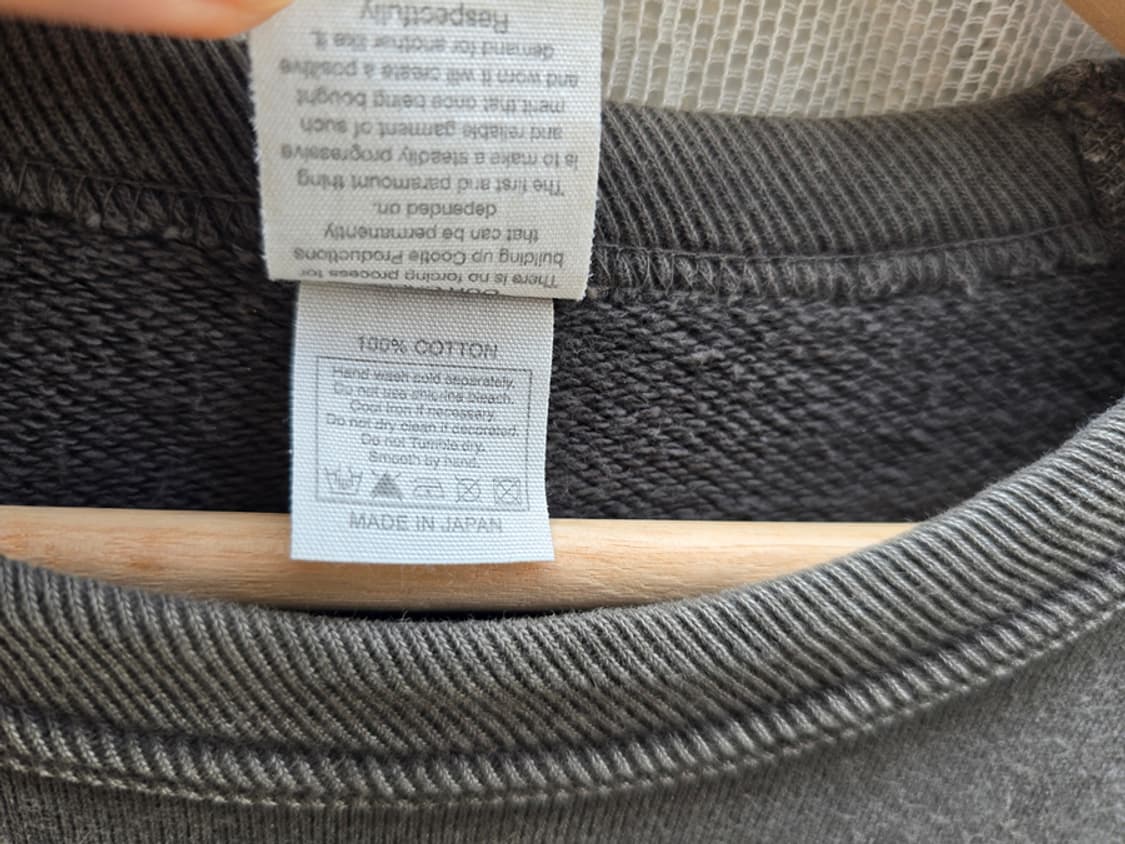 There is no forcing process for
building up Cootie Productions
that can be permanently
depended on.
The first and paramount thing
is to make a steadily progressive
and reliable garment of such
merit that once being bought
and worn it will create a positive
demand for another like it.
Respectfully
100% COTTON
Hand wash cold separately.
Do not use chlorine bleach.
Cool iron if necessary.
Do not dry clean if decorated.
Do not Tumble dry.
Smooth by hand.
MADE IN JAPAN